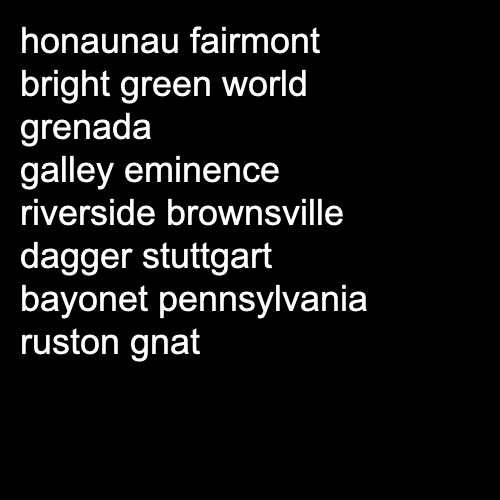 honaunau fairmont
bright green world
grenada
galley eminence
riverside brownsville
dagger stuttgart
bayonet pennsylvania
ruston gnat